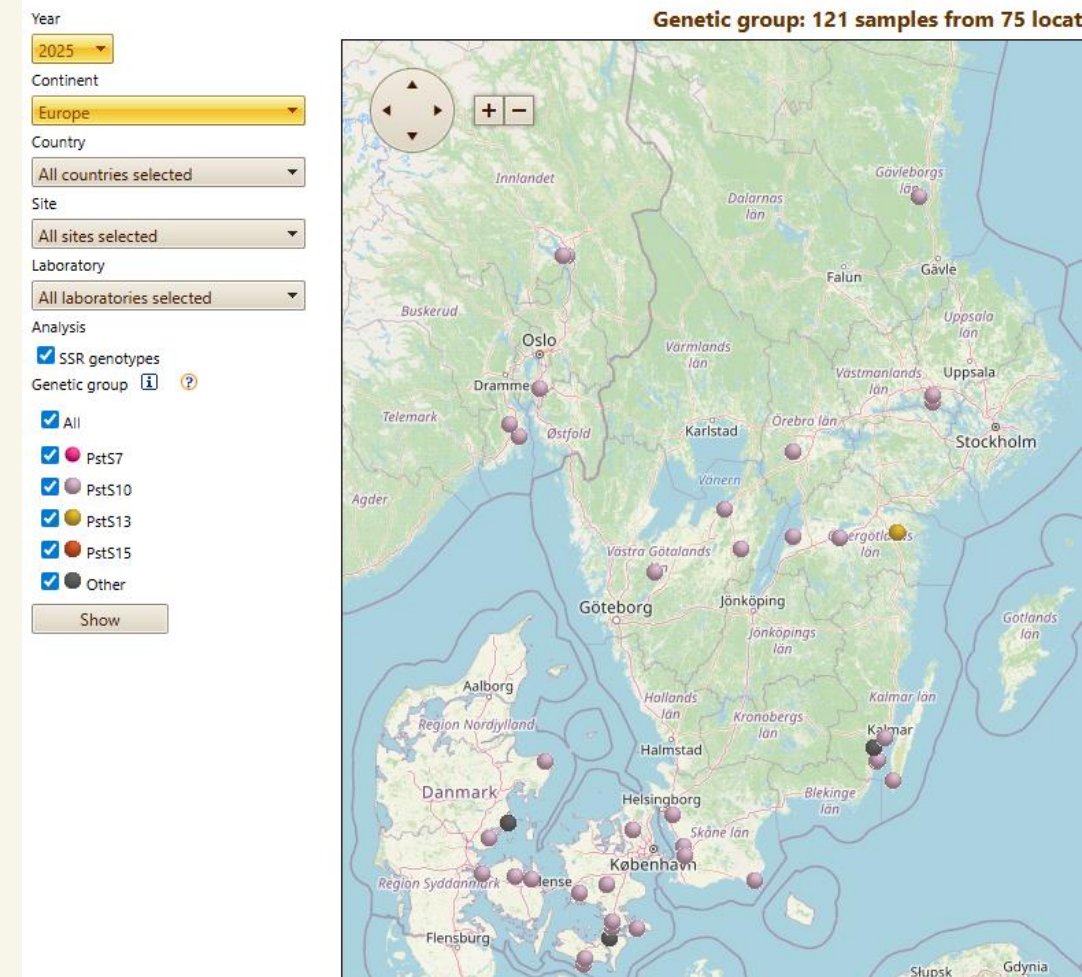 Year
2025
Continent
Europe
Country
All countries selected
Site
All sites selected
Laboratory
All laboratories selected
Analysis
SSR genotypes
Genetic group
All
PstS7
PstS10
PstS13
PstS15
Other
Show
Genetic group: 121 samples from 75 locat
Innlandet
Gävleborgs
Dalarnas
län
Falun
Gävle
Buskerud
Uppsala
län
Oslo
Värmlands
län
Västmanlands
län
Uppsala
Dramme
Telemark
Østfold
Karlstad
Örebro län
Stockholm
Agder
Vänern
Västra Götalands
län
Göteborg
Jönköping
Jönköpings
län
Gotlands
län
Aalborg
Region Nordjylland
Hallands
län
Kronobergs
län
Kalmar län
Kalmar
Halmstad
Danmark
Helsingborg
Blekinge
län
Skåne län
København
Region Syddanmark
dense
Flensburg
Słupsk
Gdynia